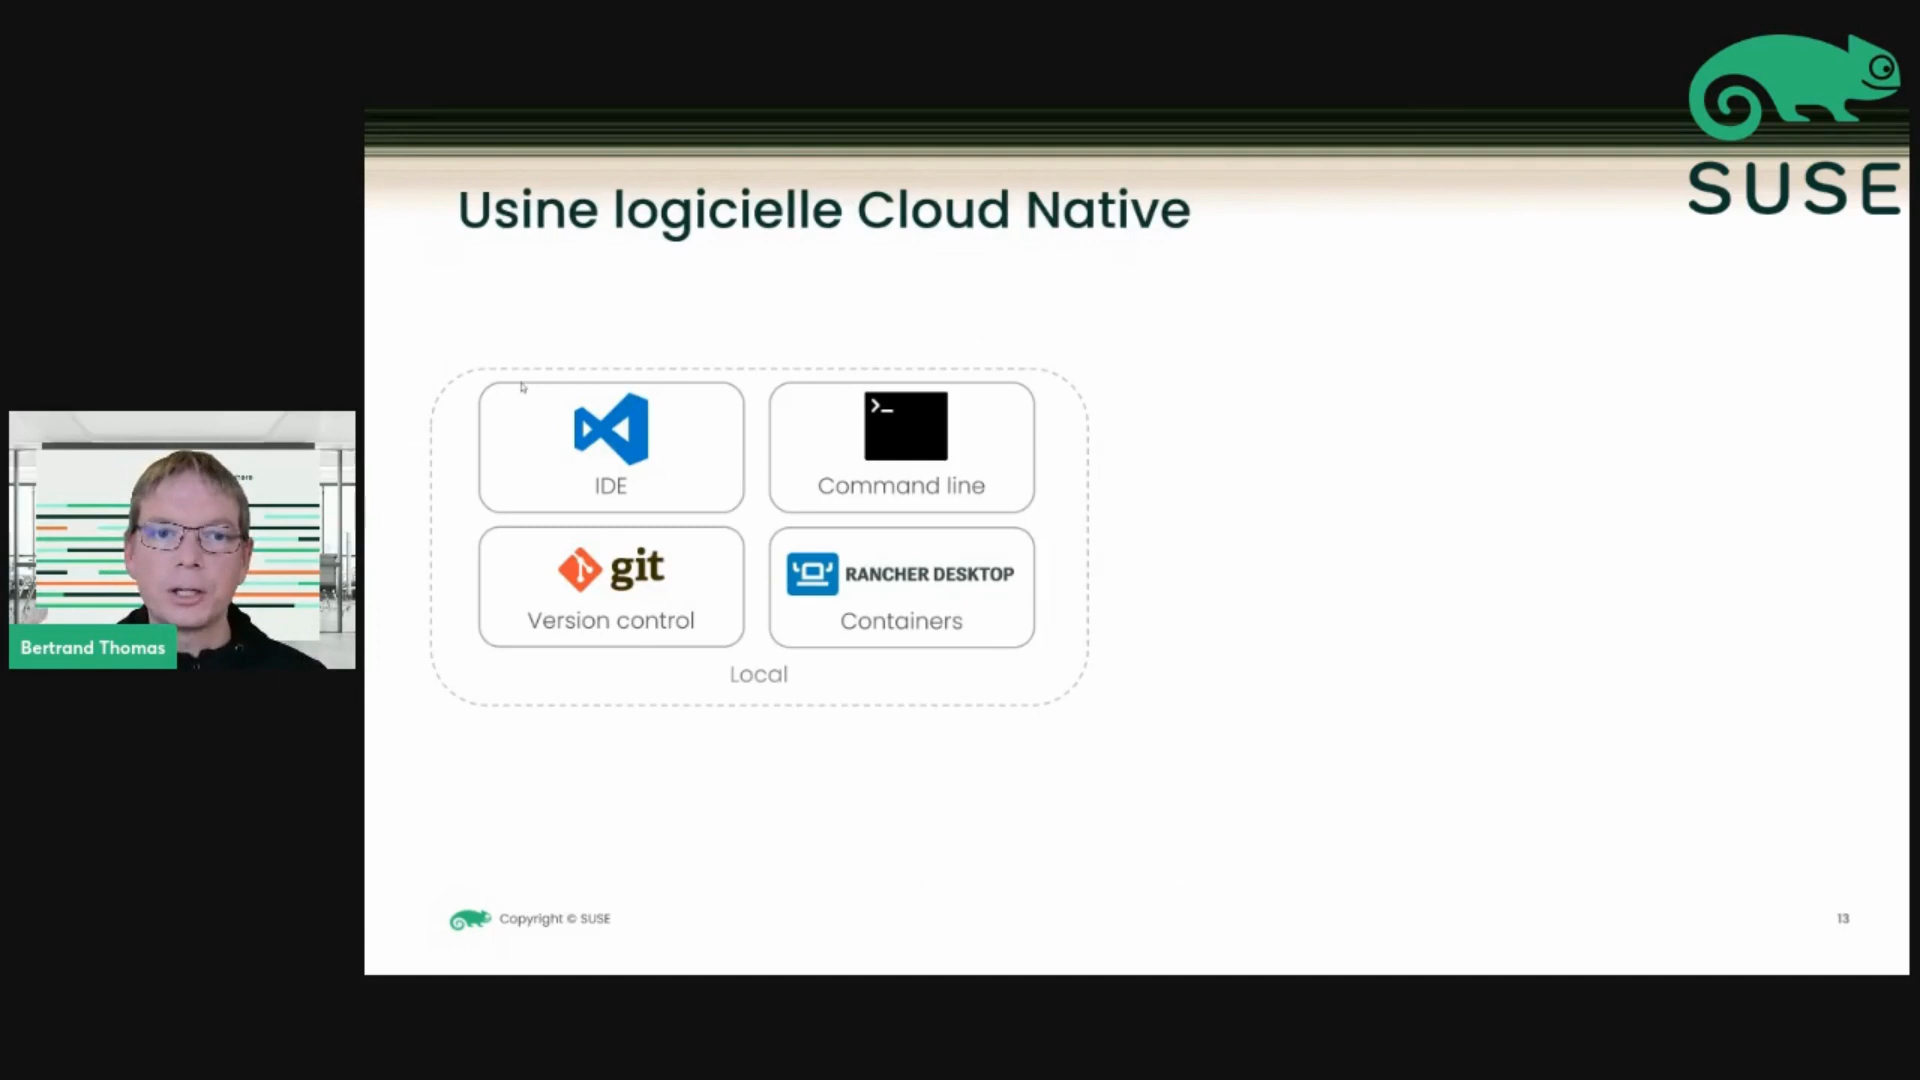 SUSE
Usine logicielle Cloud Native
>_
IDE
Command line
git
RANCHER DESKTOP
Version control
Containers
Local
Bertrand Thomas
Copyright © SUSE
13